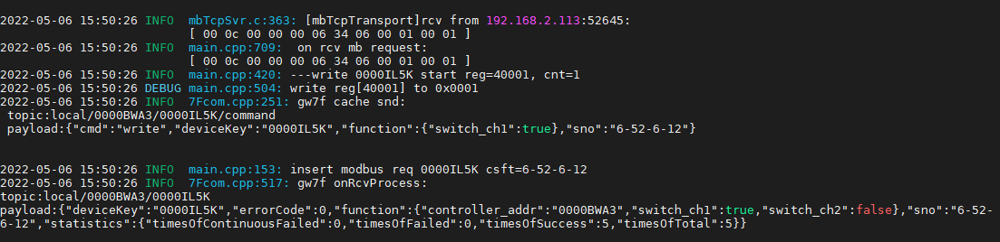 2022-05-06 15:50:26 INFO  mbTcpSvr.c:363: [mbTcpTransport]rcv from 192.168.2.113:52645:
                          [ 00 0c 00 00 00 06 34 06 00 01 00 01 ]
2022-05-06 15:50:26 INFO  main.cpp:709:  on rcv mb request:
                          [ 00 0c 00 00 00 06 34 06 00 01 00 01 ]
2022-05-06 15:50:26 INFO  main.cpp:420: ---write 0000IL5K start reg=40001, cnt=1
2022-05-06 15:50:26 DEBUG main.cpp:504: write reg[40001] to 0x0001
2022-05-06 15:50:26 INFO  7Fcom.cpp:251: gw7f cache snd:
 topic:local/0000BWA3/0000IL5K/command
 payload:{"cmd":"write","deviceKey":"0000IL5K","function":{"switch_ch1":true},"sno":"6-52-6-12"}
2022-05-06 15:50:26 INFO  main.cpp:153: insert modbus req 0000IL5K csft=6-52-6-12
2022-05-06 15:50:26 INFO  7Fcom.cpp:517: gw7f onRcvProcess:
topic:local/0000BWA3/0000IL5K
payload:{"deviceKey":"0000IL5K","errorCode":0,"function":{"controller_addr":"0000BWA3","switch_ch1":true,"switch_ch2":false},"sno":"6-52-
6-12","statistics":{"timesOfContinuousFailed":0,"timesOfFailed":0,"timesOfSuccess":5,"timesOfTotal":5}}